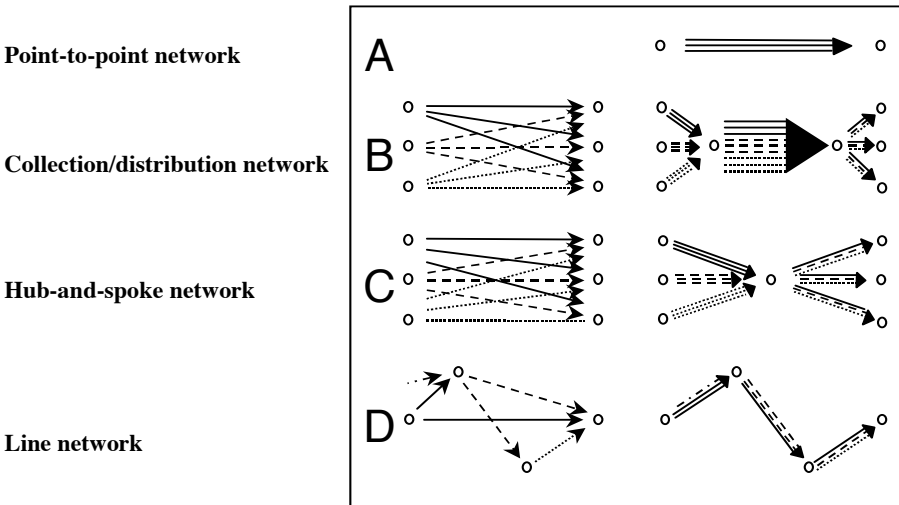 Point-to-point network A
Collection/distribution network B
Hub-and-spoke network C
Line network D